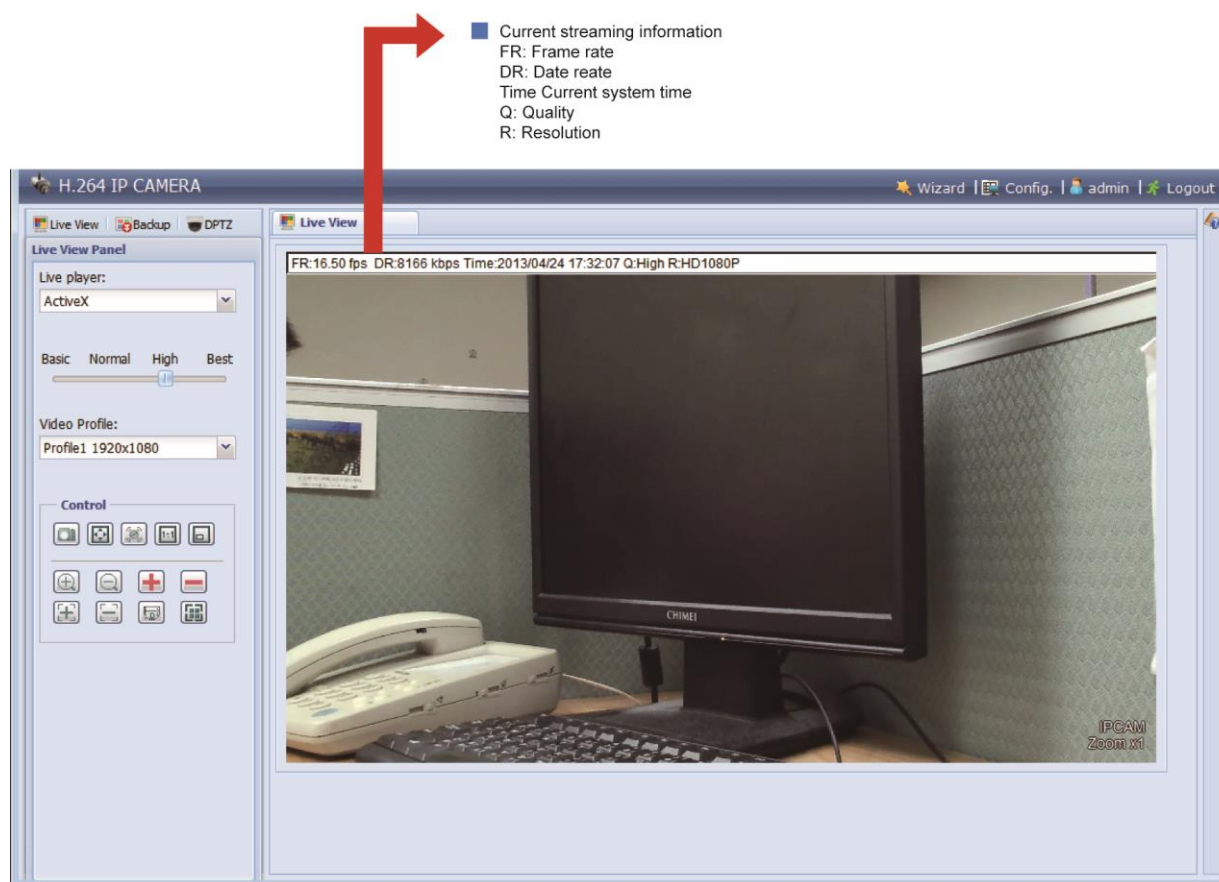 Current streaming information
FR: Frame rate
DR: Date reate
Time Current system time
Q: Quality
R: Resolution
H.264 IP CAMERA
Wizard | Config. | admin | Logout
Live View Backup DPTZ
Live View
Live View Panel
FR:16.50 fps DR:8166 kbps Time:2013/04/24 17:32:07 Q:High R:HD1080P
Live player:
ActiveX
Basic Normal High Best
Video Profile:
Profile1 1920x1080
Control
1:1
CHIMEI
IPCAM
Zoom x1